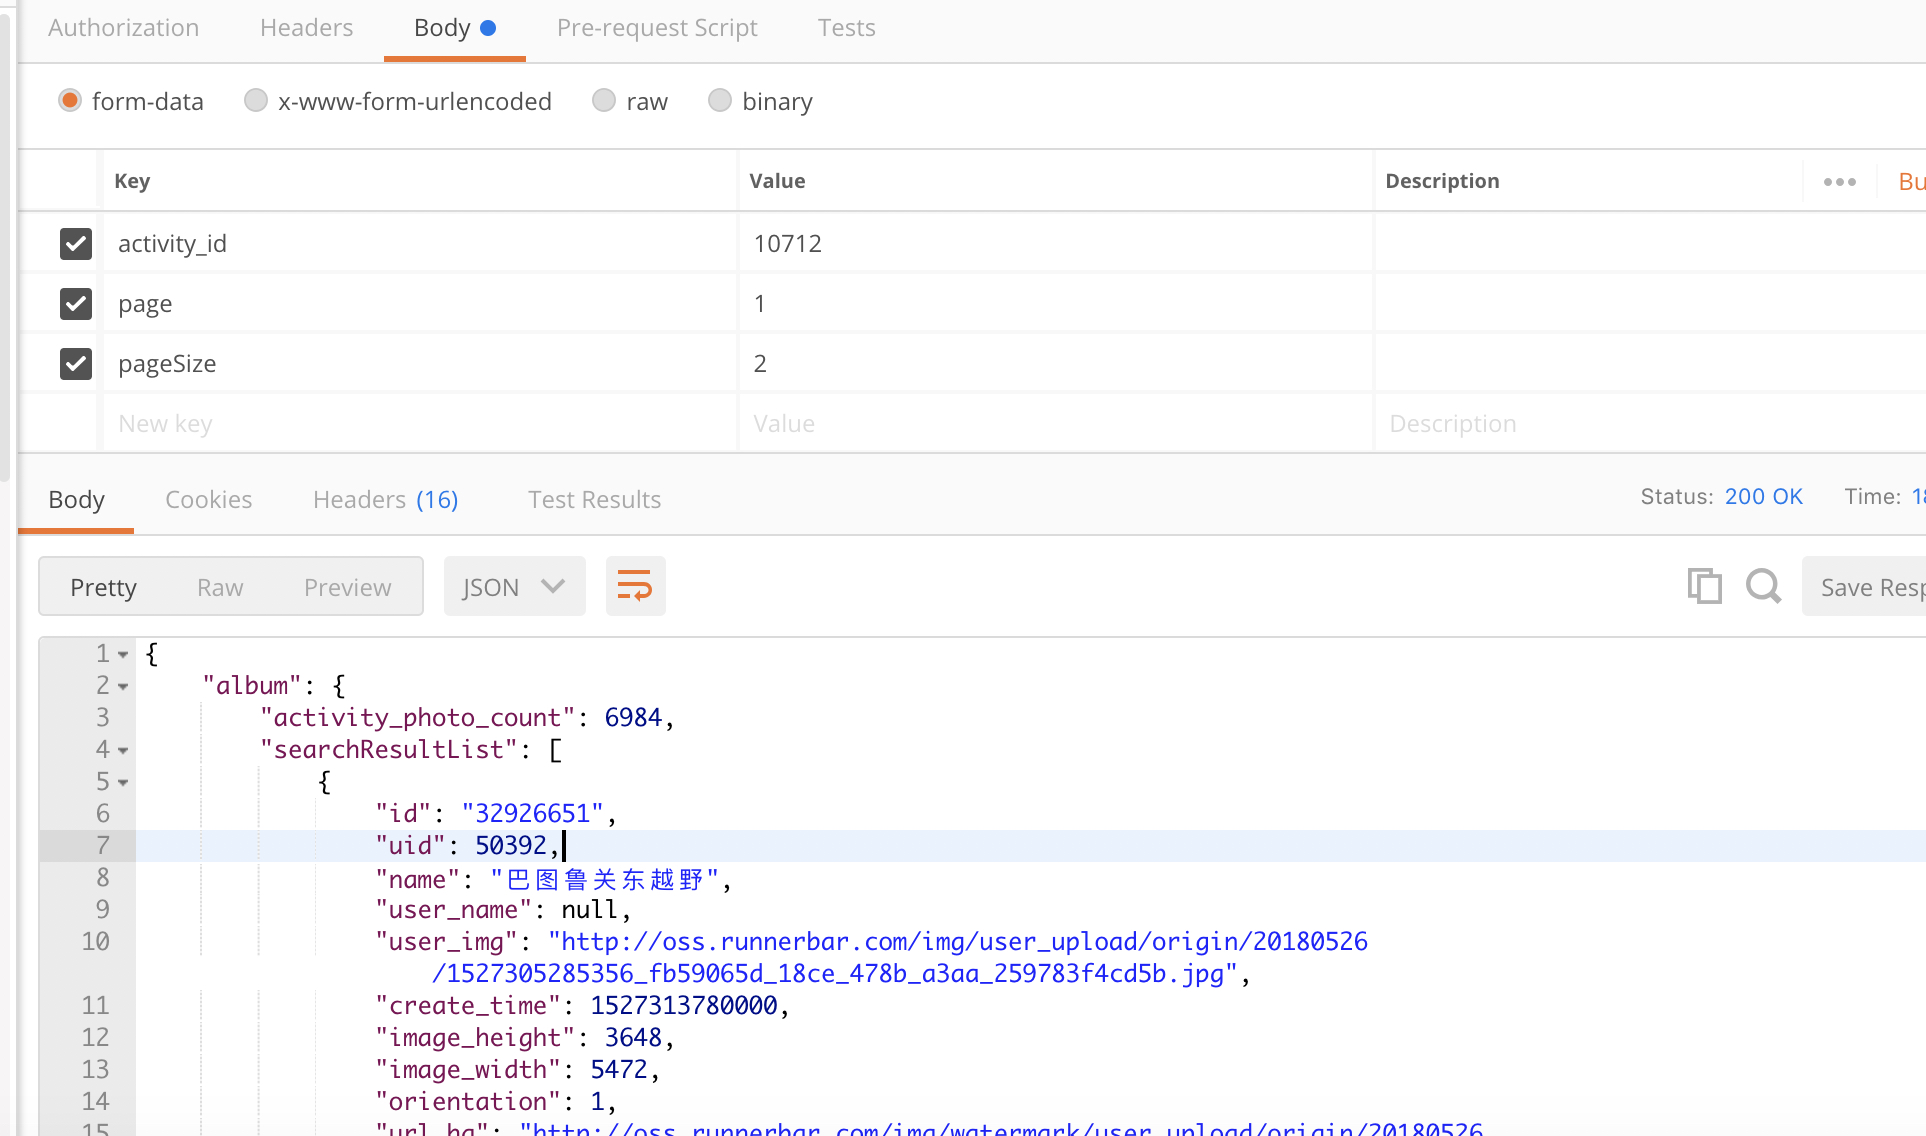 Authorization Headers Body Pre-request Script Tests
form-data x-www-form-urlencoded raw binary
Key Value Description ••• Bu
activity_id 10712
page 1
pageSize 2
New key Value Description
Body Cookies Headers (16) Test Results Status: 200 OK Time: 18
Pretty Raw Preview JSON Save Resp
1 {
2 "album": {
3 "activity_photo_count": 6984,
4 "searchResultList": [
5 {
6 "id": "32926651",
7 "uid": 50392,
8 "name": "巴图鲁关东越野",
9 "user_name": null,
10 "user_img": "http://oss.runnerbar.com/img/user_upload/origin/20180526
/1527305285356_fb59065d_18ce_478b_a3aa_259783f4cd5b.jpg",
11 "create_time": 1527313780000,
12 "image_height": 3648,
13 "image_width": 5472,
14 "orientation": 1,
15 "url_hq": "http://oss.runnerbar.com/img/watermark/user_upload/origin/20180526